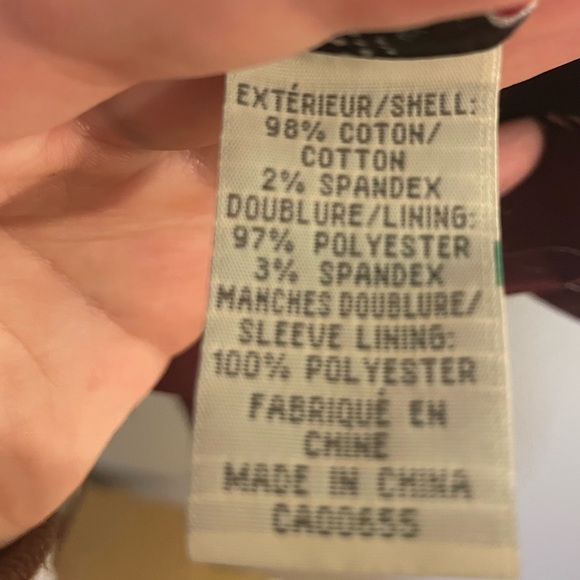 EXTÉRIEUR/SHELL:
98% COTON/
COTTON
2% SPANDEX
DOUBLURE/LINING:
97% POLYESTER
3% SPANDEX
MANCHES DOUBLURE/
SLEEVE LINING:
100% POLYESTER
FABRIQUÉ EN
CHINE
MADE IN CHINA
CA00655